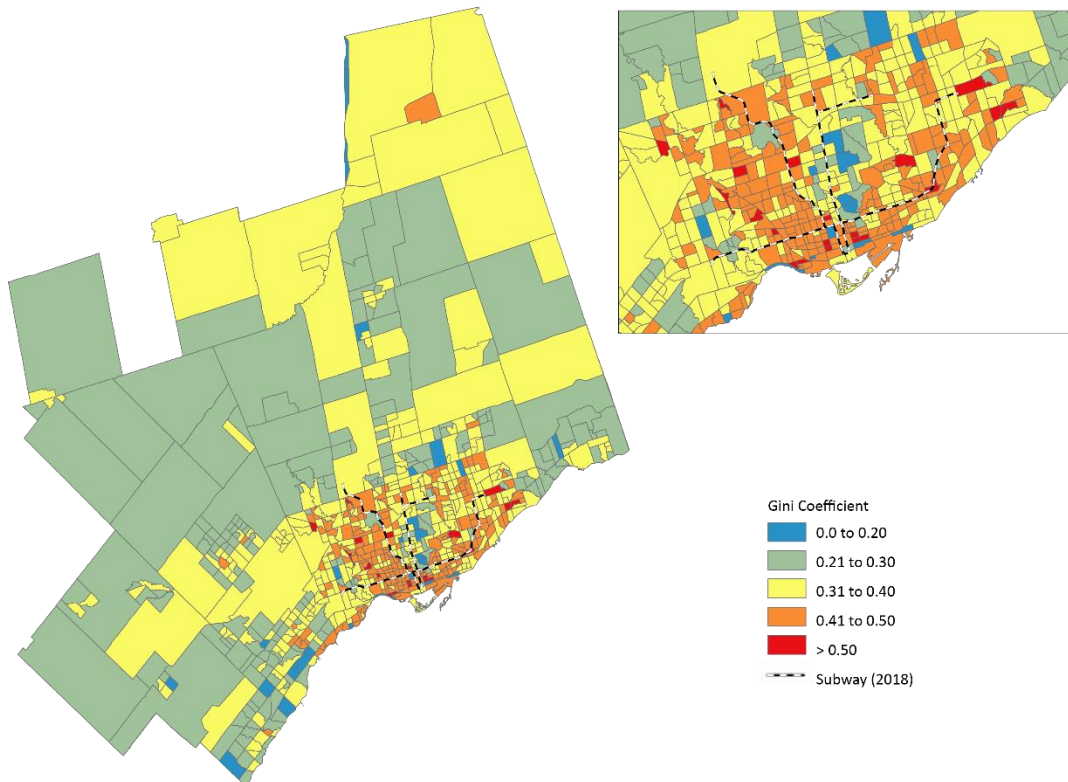 Gini Coefficient
0.0 to 0.20
0.21 to 0.30
0.31 to 0.40
0.41 to 0.50
> 0.50
Subway (2018)